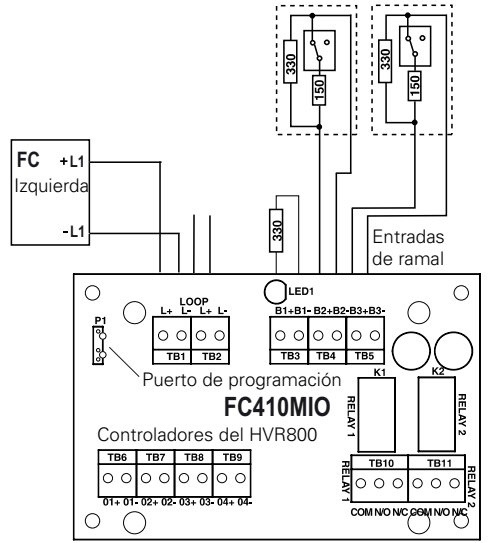 330
150
330
150
FC +L1
Izquierda
-L1
330
Entradas
de ramal
LED1
LOOP
L+ L- L+ L-
B1+B1- B2+B2-B3+B3-
P1
TB1 TB2
TB3 TB4 TB5
Puerto de programación
K1 K2
FC410MIO
RELAY 1
RELAY 2
Controladores del HVR800
TB6 TB7 TB8 TB9
01+ 01- 02+ 02- 03+ 03- 04+ 04-
RELAY 1
TB10 TB11
RELAY 2
COM N/O N/C COM N/O N/C